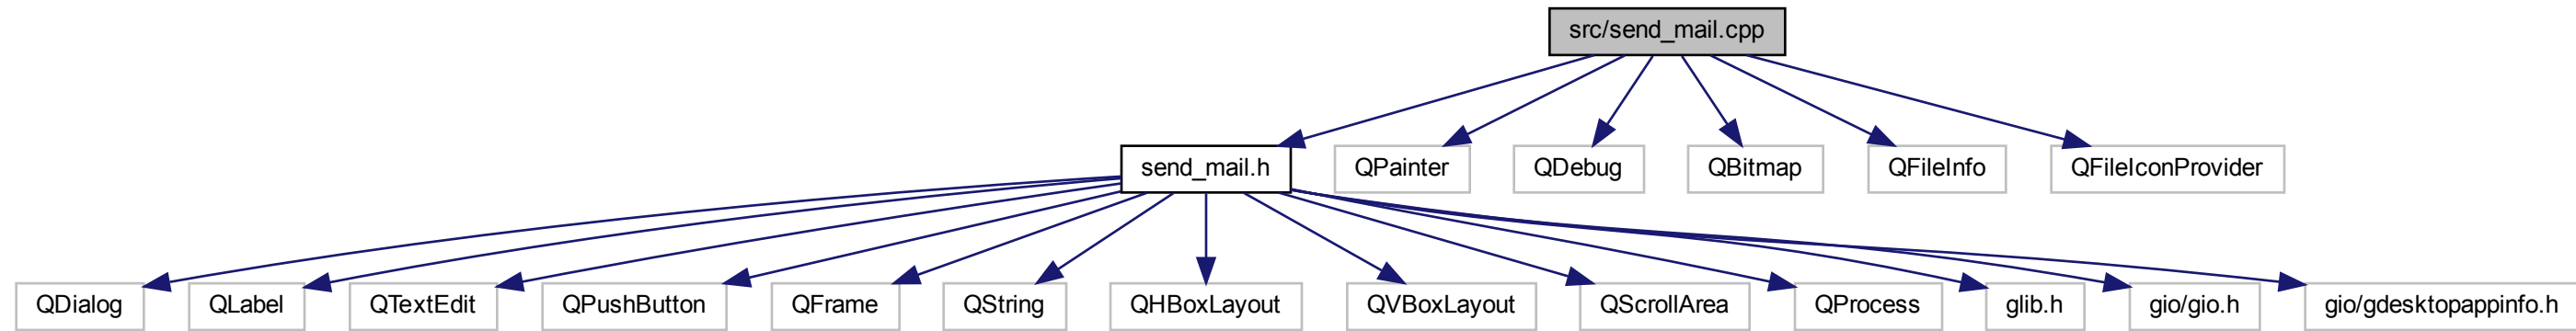 src/send_mail.cpp
send_mail.h
QPainter
QDebug
QBitmap
QFileInfo
QFileIconProvider
QDialog
QLabel
QTextEdit
QPushButton
QFrame
QString
QHBoxLayout
QVBoxLayout
QScrollArea
QProcess
glib.h
gio/gio.h
gio/gdesktopappinfo.h